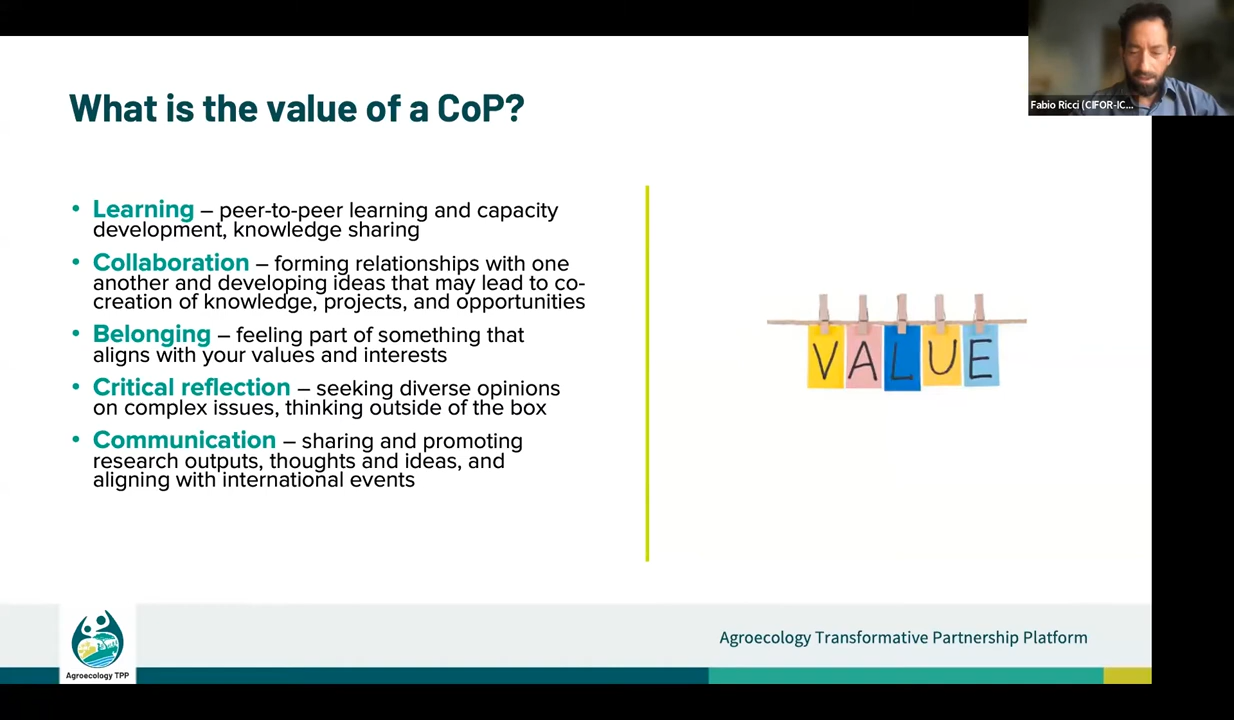 What is the value of a CoP?
Fabio Ricci (CIFOR-IC...
• Learning – peer-to-peer learning and capacity
development, knowledge sharing
• Collaboration – forming relationships with one
another and developing ideas that may lead to co-
creation of knowledge, projects, and opportunities
• Belonging – feeling part of something that
aligns with your values and interests
• Critical reflection – seeking diverse opinions
on complex issues, thinking outside of the box
• Communication – sharing and promoting
research outputs, thoughts and ideas, and
aligning with international events
VALUE
Agroecology TPP
Agroecology Transformative Partnership Platform